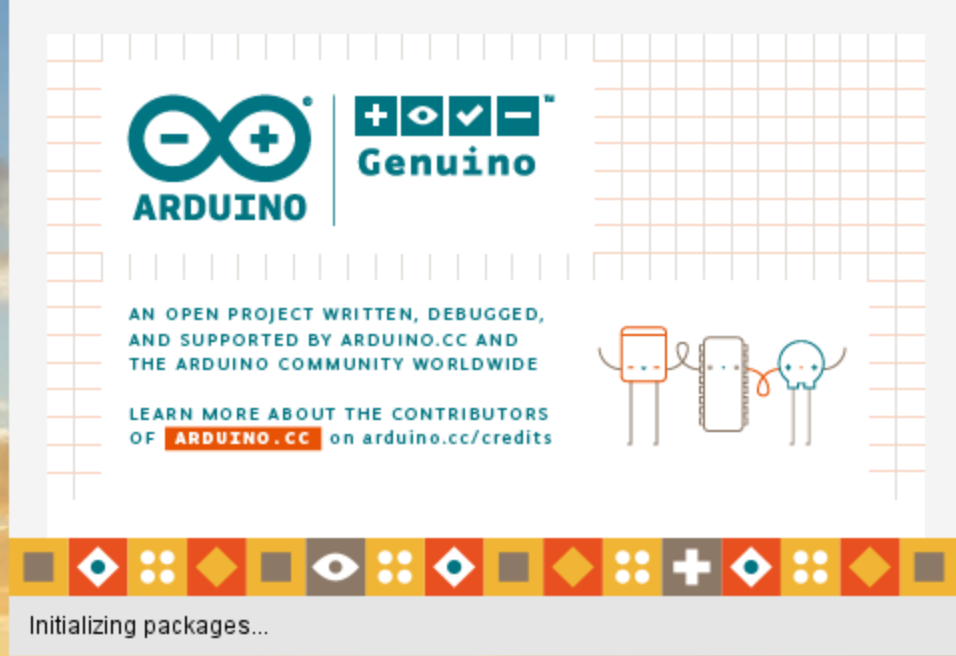 ARDUINO
Genuino™
AN OPEN PROJECT WRITTEN, DEBUGGED,
AND SUPPORTED BY ARDUINO.CC AND
THE ARDUINO COMMUNITY WORLDWIDE
LEARN MORE ABOUT THE CONTRIBUTORS
OF ARDUINO.CC on arduino.cc/credits
Initializing packages...